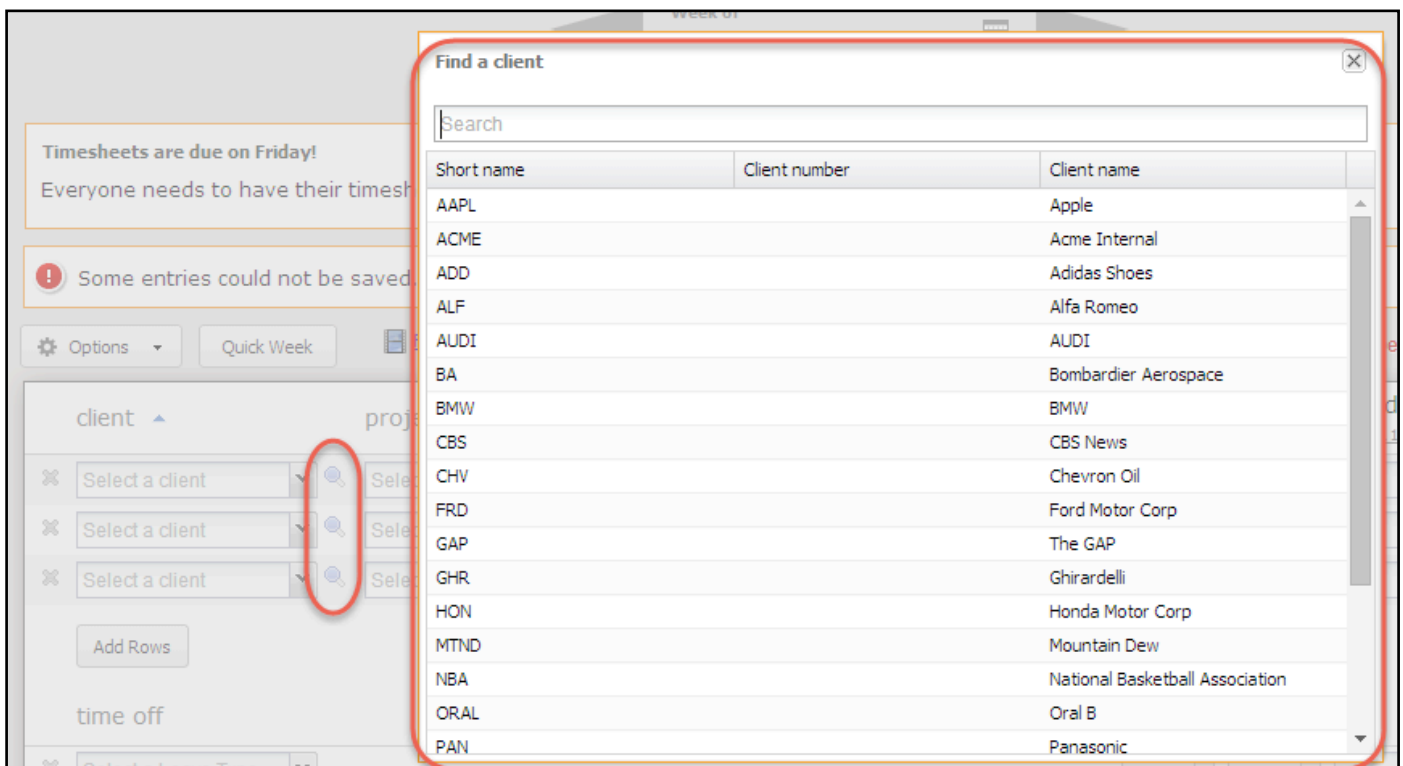 Week of
Find a client
Search
Short name Client number Client name
AAPL Apple
ACME Acme Internal
ADD Adidas Shoes
ALF Alfa Romeo
AUDI AUDI
BA Bombardier Aerospace
BMW BMW
CBS CBS News
CHV Chevron Oil
FRD Ford Motor Corp
GAP The GAP
GHR Ghirardelli
HON Honda Motor Corp
MTND Mountain Dew
NBA National Basketball Association
ORAL Oral B
PAN Panasonic
Timesheets are due on Friday!
Everyone needs to have their timesh
Some entries could not be saved.
Options Quick Week
client proje
Select a client Selec
Select a client Selec
Select a client Selec
Add Rows
time off